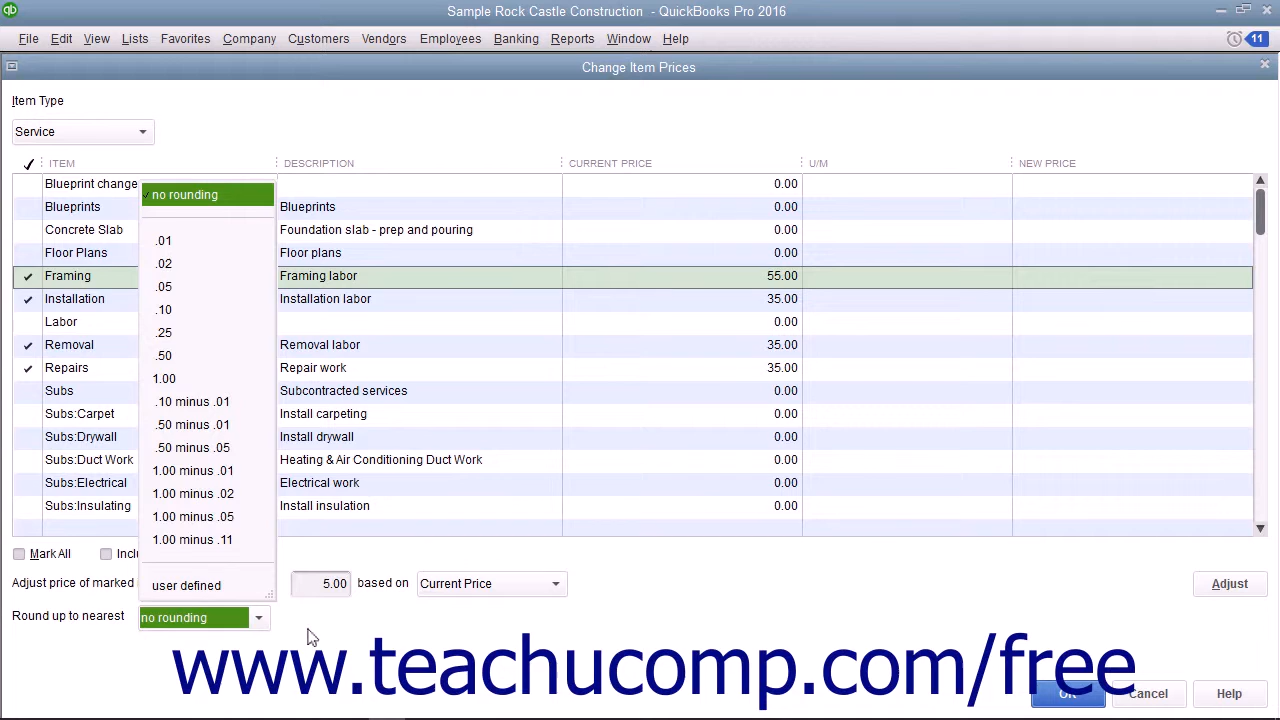 Sample Rock Castle Construction - QuickBooks Pro 2016
File Edit View Lists Favorites Company Customers Vendors Employees Banking Reports Window Help 11
Change Item Prices
Item Type
Service
ITEM DESCRIPTION CURRENT PRICE U/M NEW PRICE
Blueprint change 0.00
Blueprints Blueprints 0.00
Concrete Slab Foundation slab - prep and pouring 0.00
Floor Plans Floor plans 0.00
Framing Framing labor 55.00
Installation Installation labor 35.00
Labor 0.00
Removal Removal labor 35.00
Repairs Repair work 35.00
Subs Subcontracted services 0.00
Subs:Carpet Install carpeting 0.00
Subs:Drywall Install drywall 0.00
Subs:Duct Work Heating & Air Conditioning Duct Work 0.00
Subs:Electrical Electrical work 0.00
Subs:Insulating Install insulation 0.00
no rounding
.01
.02
.05
.10
.25
.50
1.00
.10 minus .01
.50 minus .01
.50 minus .05
1.00 minus .01
1.00 minus .02
1.00 minus .05
1.00 minus .11
user defined
Mark All
Adjust price of marked 5.00 based on Current Price Adjust
Round up to nearest no rounding
www.teachucomp.com/free
OK Cancel Help